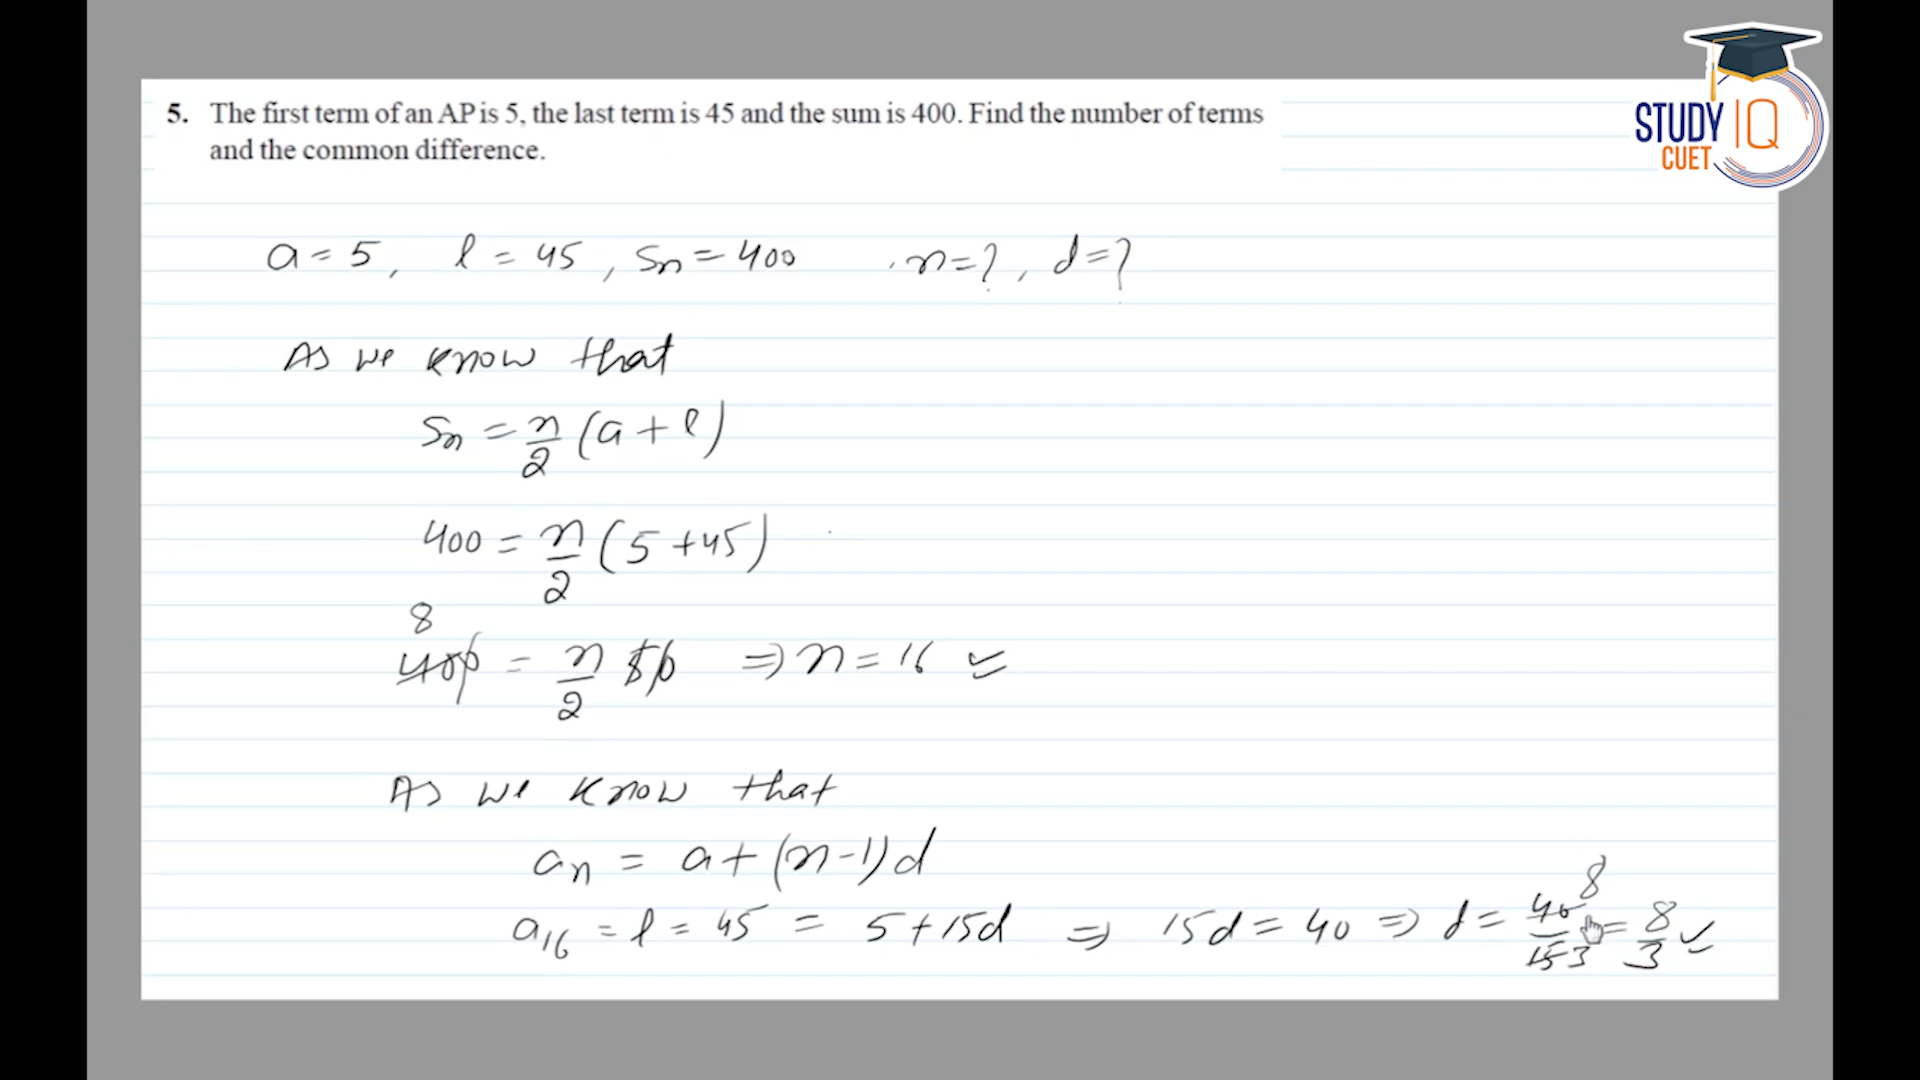 STUDY IQ
CUET
5. The first term of an AP is 5, the last term is 45 and the sum is 400. Find the number of terms
and the common difference.
a = 5, l = 45, Sn = 400 n = ?, d = ?
As we know that
Sn = n/2 (a + l)
400 = n/2 (5 + 45)
8
400 = n/2 50 ⇒ n = 16 ✓
As we know that
an = a + (n-1)d
a16 = l = 45 = 5 + 15d ⇒ 15d = 40 ⇒ d = 40 8 / 15 3 = 8/3 ✓